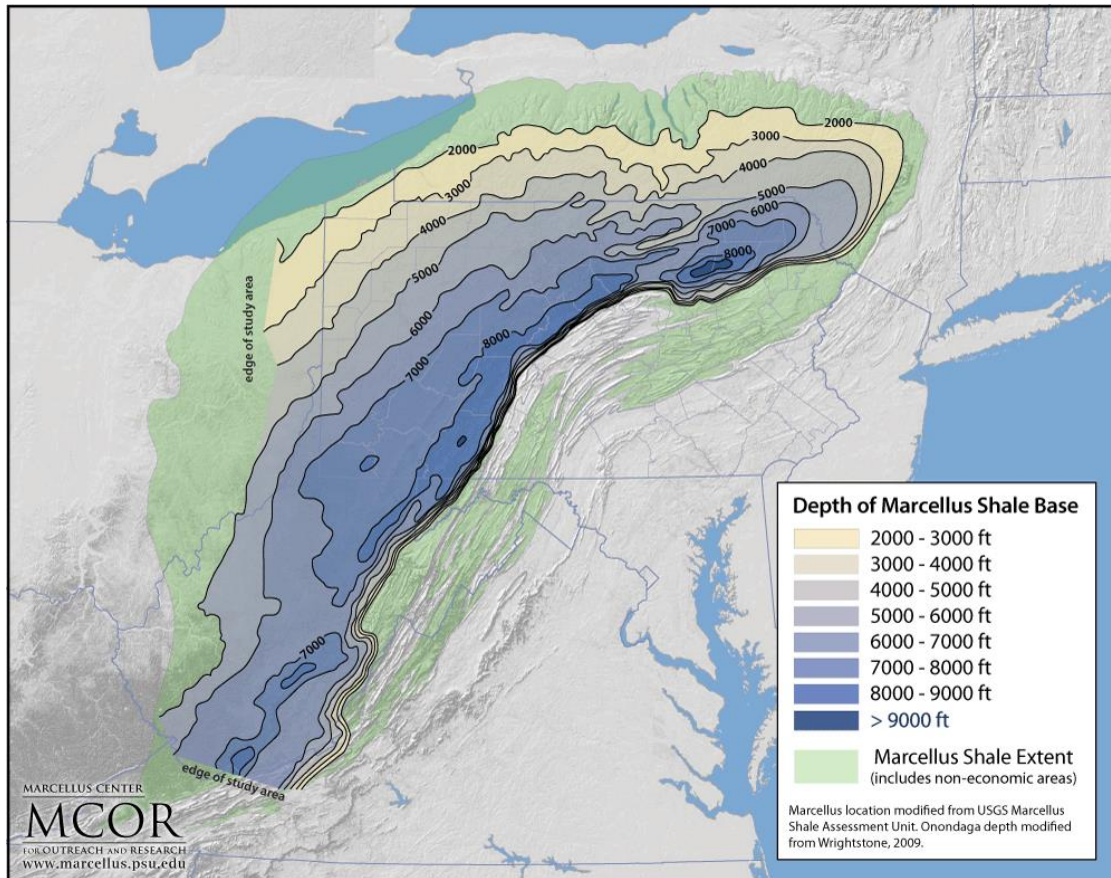 2000
3000
2000
3000
4000
5000
6000
7000
8000
2000
3000
4000
5000
6000
7000
8000
7000
edge of study area
edge of study area
Depth of Marcellus Shale Base
2000 - 3000 ft
3000 - 4000 ft
4000 - 5000 ft
5000 - 6000 ft
6000 - 7000 ft
7000 - 8000 ft
8000 - 9000 ft
> 9000 ft
Marcellus Shale Extent
(includes non-economic areas)
Marcellus location modified from USGS Marcellus
Shale Assessment Unit. Onondaga depth modified
from Wrightstone, 2009.
MARCELLUS CENTER
MCOR
FOR OUTREACH AND RESEARCH
www.marcellus.psu.edu